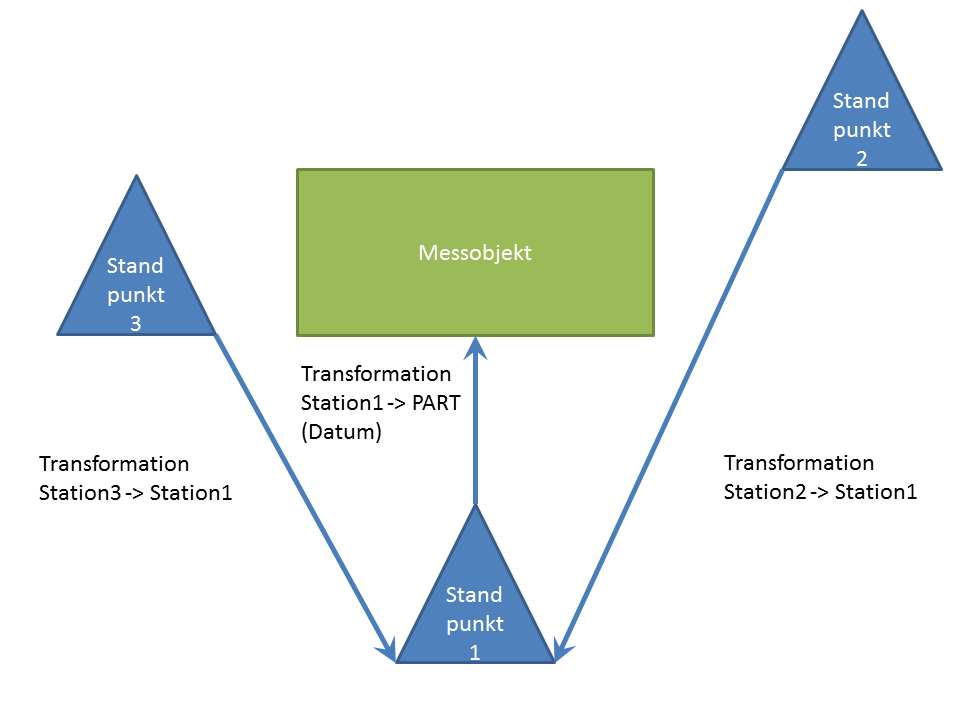 Stand
punkt
2
Messobjekt
Stand
punkt
3
Transformation
Station1 -> PART
(Datum)
Transformation
Station3 -> Station1
Transformation
Station2 -> Station1
Stand
punkt
1